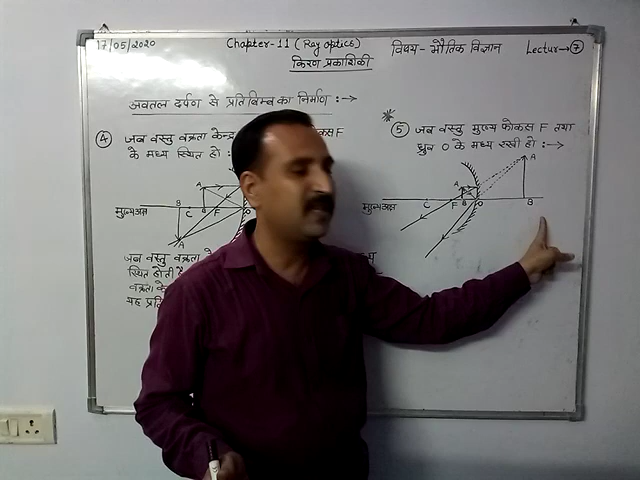 17/05/2020 Chapter-11 (Ray optics) विषय- भौतिक विज्ञान Lectur→ 7
किरण प्रकाशिकी
अवतल दर्पण से प्रतिबिम्ब का निर्माण :→
4 जब वस्तु वक्रता केन्द्र फोकस F
के मध्य स्थित हो :
A
B B C F O
मुख्यअक्ष
A
जब वस्तु वक्रता
स्थित होती है
वक्रता के
यह प्रति
5 जब वस्तु मुख्य फोकस F तथा
ध्रुव O के मध्य रखी हो :→
A
A
मुख्यअक्ष C F B O B